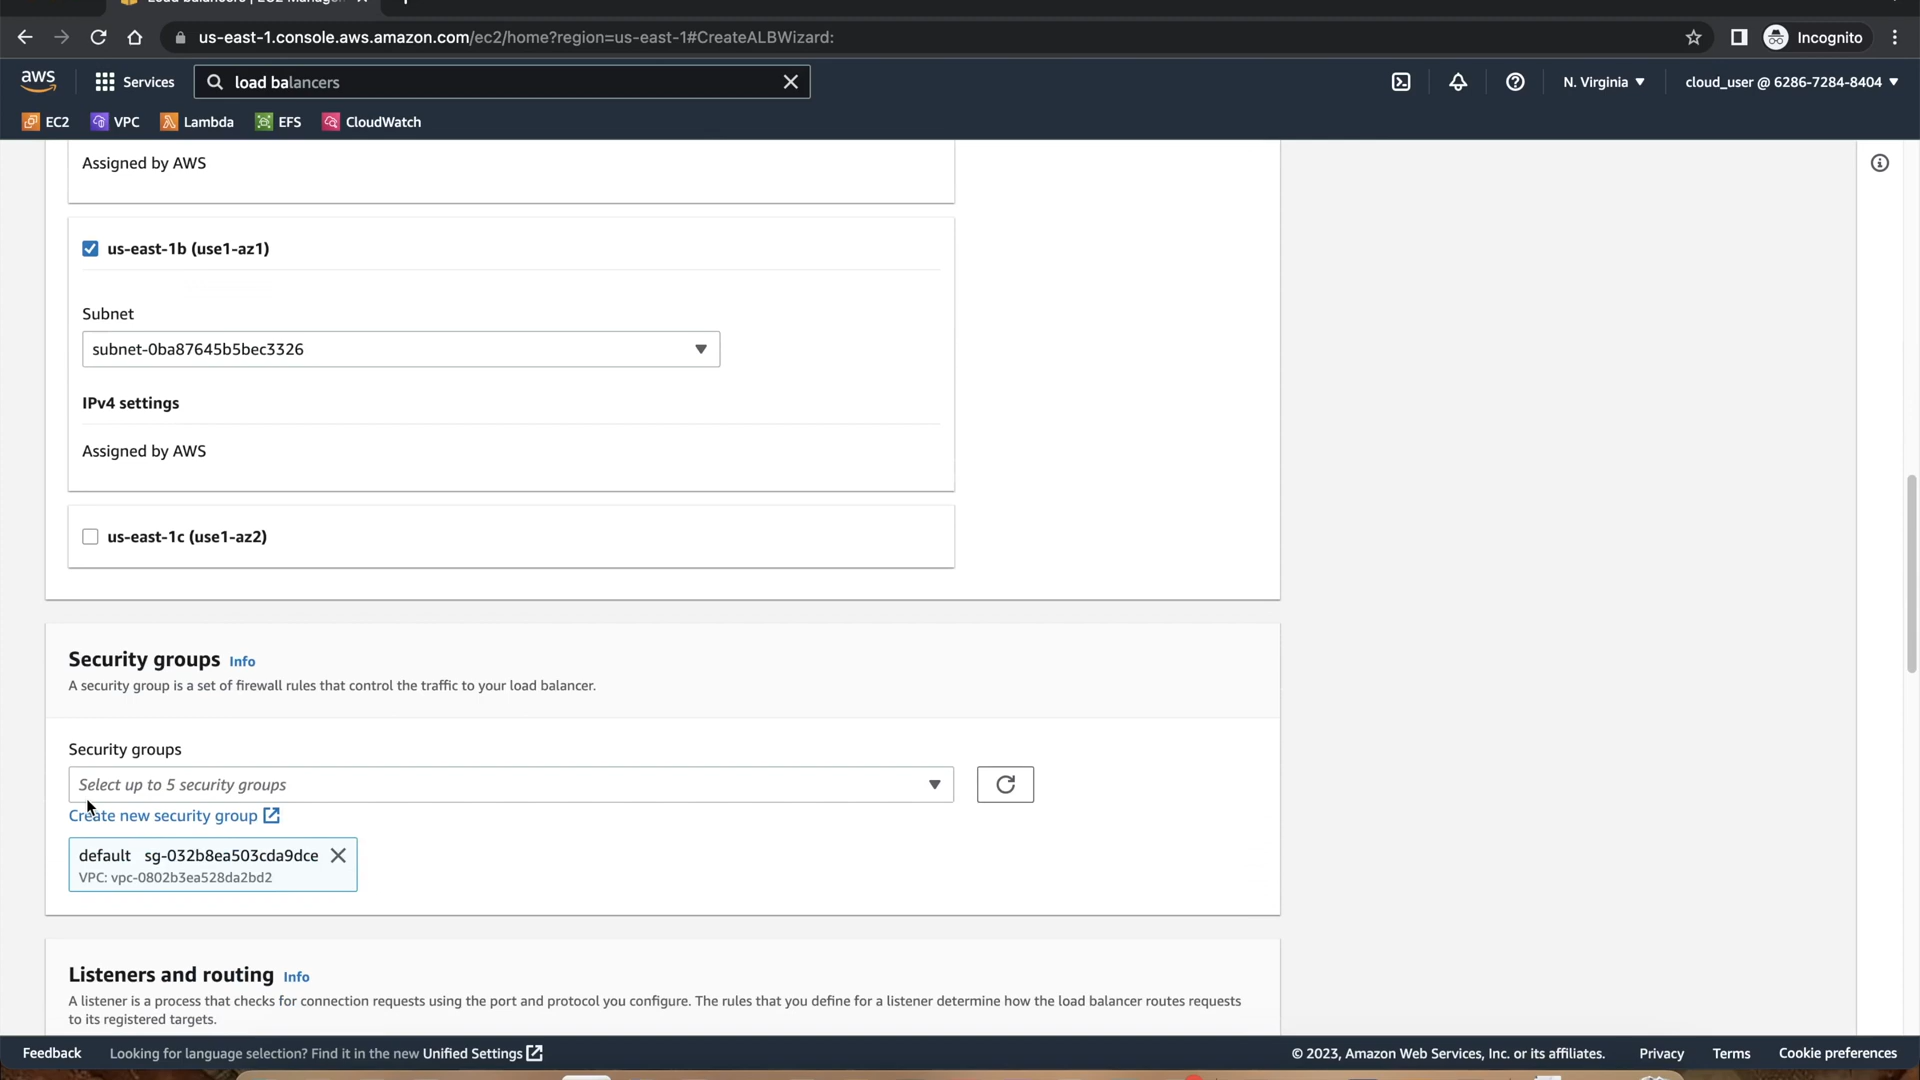 us-east-1.console.aws.amazon.com/ec2/home?region=us-east-1#CreateALBWizard:
Incognito
aws
Services
load balancers
N. Virginia
cloud_user @ 6286-7284-8404
EC2
VPC
Lambda
EFS
CloudWatch
Assigned by AWS
us-east-1b (use1-az1)
Subnet
subnet-0ba87645b5bec3326
IPv4 settings
Assigned by AWS
us-east-1c (use1-az2)
Security groups Info
A security group is a set of firewall rules that control the traffic to your load balancer.
Security groups
Select up to 5 security groups
Create new security group
default sg-032b8ea503cda9dce
VPC: vpc-0802b3ea528da2bd2
Listeners and routing Info
A listener is a process that checks for connection requests using the port and protocol you configure. The rules that you define for a listener determine how the load balancer routes requests
to its registered targets.
Feedback
Looking for language selection? Find it in the new Unified Settings
© 2023, Amazon Web Services, Inc. or its affiliates.
Privacy
Terms
Cookie preferences